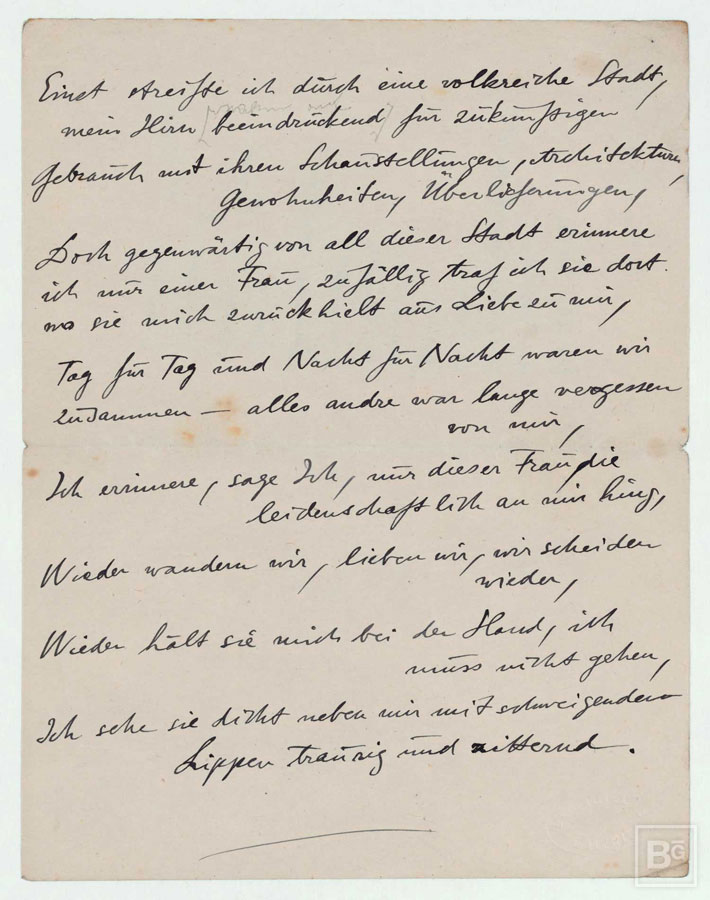 Einst streifte ich durch eine volkreiche Stadt,
mein Hirn beeindruckend für zukünftigen
Gebrauch mit ihren Schaustellungen, Architekturen,
Gewohnheiten, Überlieferungen,
Doch gegenwärtig von all dieser Stadt erinnere
ich nur einer Frau, zufällig traf ich sie dort.
wo sie mich zurückhielt aus Liebe zu mir,
Tag für Tag und Nacht für Nacht waren wir
zusammen — alles andre war lange vergessen
von mir,
Ich erinnere, sage Ich, nur dieser Frau, die
leidenschaftlich an mir hing,
Wieder wandern wir, lieben wir, wir scheiden
wieder,
Wieder hält sie mich bei der Hand, ich
muss nicht gehen,
Ich sehe sie dicht neben mir mit schweigenden
Lippen traurig und zitternd.
BG